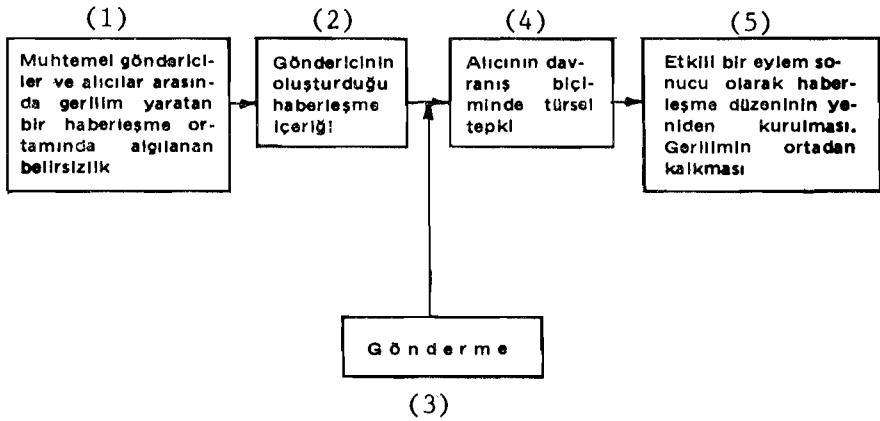 (1)
Muhtemel göndericiler-
ler ve alıcılar arasın-
da gerilim yaratan
bir haberleşme or-
tamında algılanan
belirsizlik
(2)
Göndericinin
oluşturduğu
haberleşme
içeriği
(4)
Alıcının dav-
ranış biçi-
minde türsel
tepki
(5)
Etkili bir eylem so-
nucu olarak haber-
leşme düzeninin ye-
niden kurulması.
Gerilimin ortadan
kalkması
Gönderme
(3)